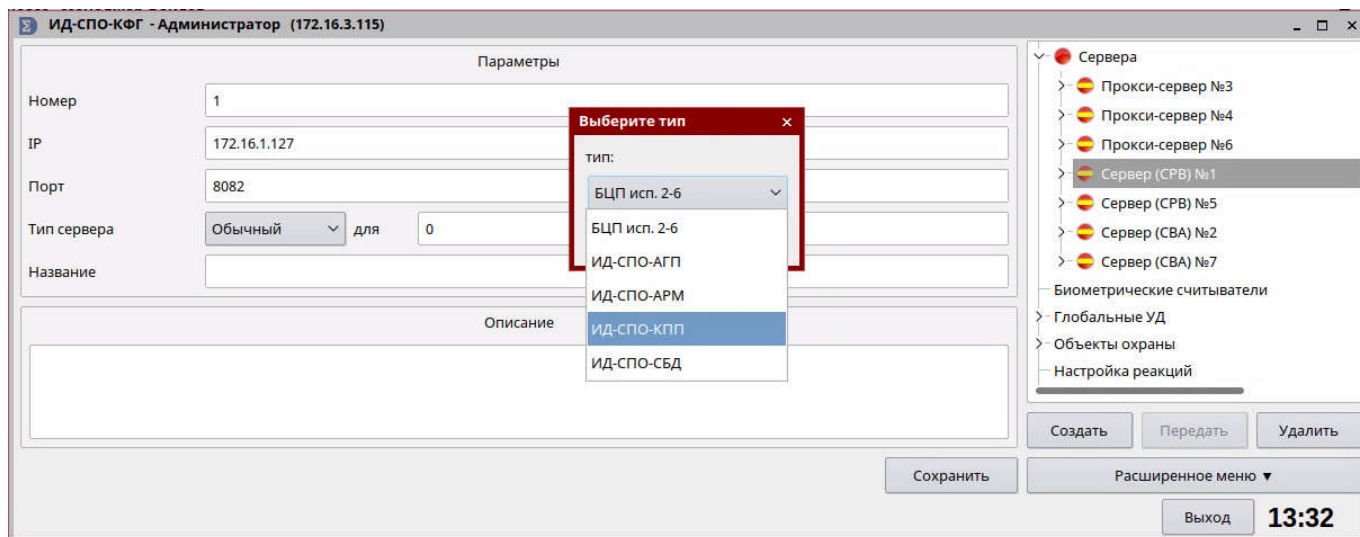 ИД-СПО-КФГ - Администратор (172.16.3.115)
Параметры
Номер
1
IP
172.16.1.127
Порт
8082
Тип сервера
Обычный
для
0
Название
Описание
Сохранить
Выберите тип
тип:
БЦП исп. 2-6
БЦП исп. 2-6
ИД-СПО-АГП
ИД-СПО-АРМ
ИД-СПО-КПП
ИД-СПО-СБД
Сервера
Прокси-сервер №3
Прокси-сервер №4
Прокси-сервер №6
Сервер (СРВ) №1
Сервер (СРВ) №5
Сервер (СВА) №2
Сервер (СВА) №7
Биометрические считыватели
Глобальные УД
Объекты охраны
Настройка реакций
Создать
Передать
Удалить
Расширенное меню ▼
Выход
13:32